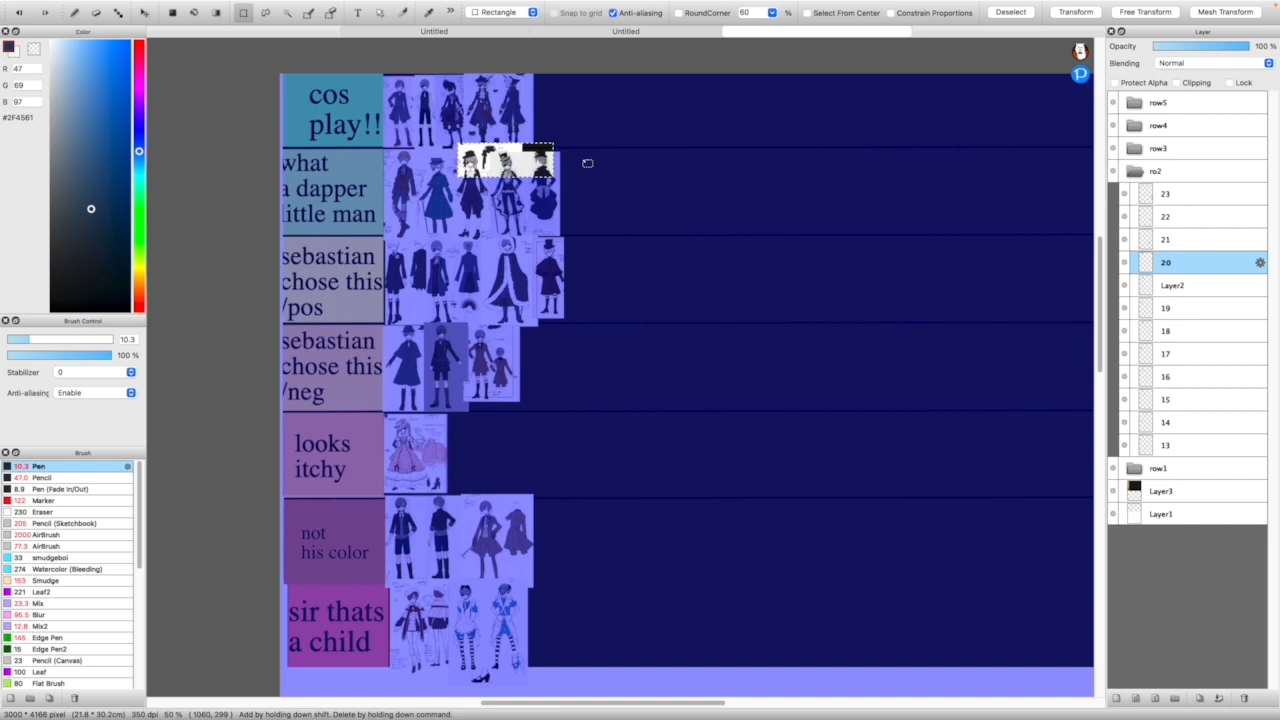 Rectangle
Snap to grid
Anti-aliasing
RoundCorner
60
%
Select From Center
Constrain Proportions
Deselect
Transform
Free Transform
Mesh Transform
Color
Untitled
Untitled
Layer
R 47
G 69
B 97
#2F4561
Opacity
100 %
Blending
Normal
Protect Alpha
Clipping
Lock
cos
play!!
what
a dapper
little man
sebastian
chose this
/pos
sebastian
chose this
/neg
looks
itchy
not
his color
sir thats
a child
row5
row4
row3
ro2
23
22
21
20
Layer2
19
18
17
16
15
14
13
row1
Layer3
Layer1
Brush Control
10.3
100 %
Stabilizer
0
Anti-aliasing
Enable
Brush
10.3 Pen
47.0 Pencil
8.9 Pen (Fade In/Out)
122 Marker
230 Eraser
205 Pencil (Sketchbook)
2000 AirBrush
77.3 AirBrush
33 smudgeboi
274 Watercolor (Bleeding)
153 Smudge
221 Leaf2
23.3 Mix
95.5 Blur
12.8 Mix2
145 Edge Pen
15 Edge Pen2
23 Pencil (Canvas)
100 Leaf
80 Flat Brush
3000 * 4166 pixel (21.8 * 30.2cm) 350 dpi 50 % ( 1060, 299 ) Add by holding down shift. Delete by holding down command.